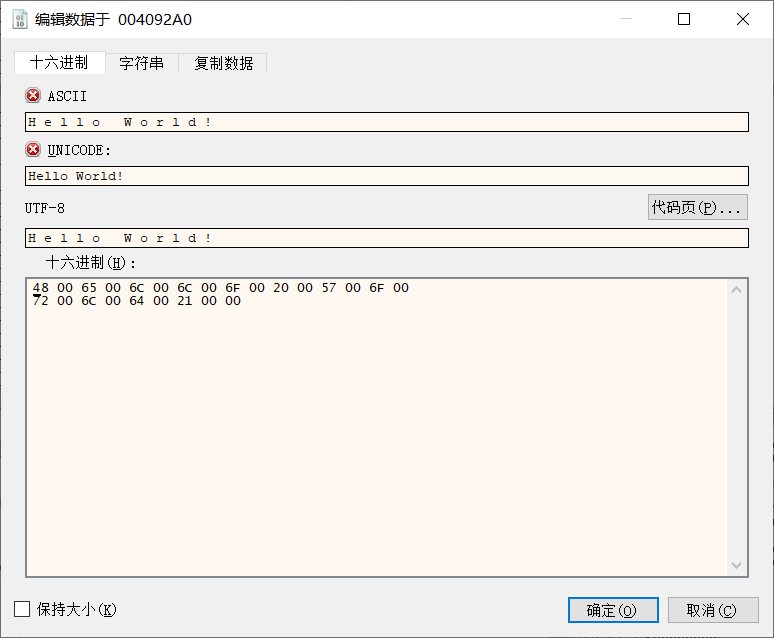 编辑数据于 004092A0
十六进制 字符串 复制数据
ASCII
H e l l o   W o r l d !
UNICODE:
Hello World!
UTF-8
代码页(P)...
H e l l o   W o r l d !
十六进制(H):
48 00 65 00 6C 00 6C 00 6F 00 20 00 57 00 6F 00
72 00 6C 00 64 00 21 00 00
保持大小(K)
确定(O) 取消(C)